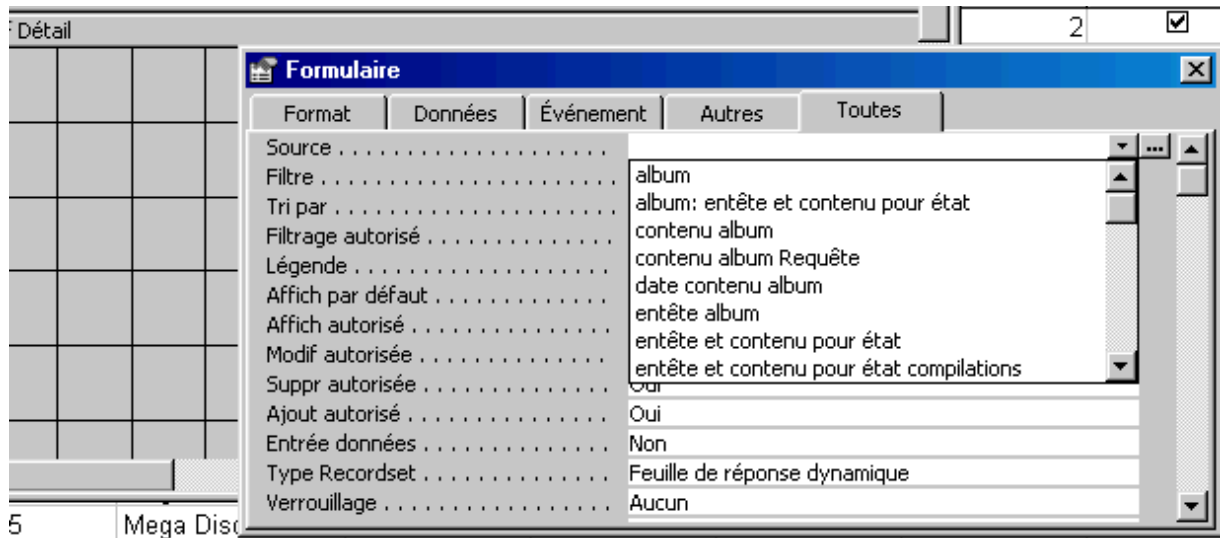 Détail
2
Formulaire
Format Données Événement Autres Toutes
Source . . . . . . . . . . . . . . . . . . . . .
Filtre . . . . . . . . . . . . . . . . . . . . . .
album
Tri par . . . . . . . . . . . . . . . . . . . . .
album: entête et contenu pour état
Filtrage autorisé . . . . . . . . . . . . . .
contenu album
Légende . . . . . . . . . . . . . . . . . . .
contenu album Requête
Affich par défaut . . . . . . . . . . . . .
date contenu album
Affich autorisé . . . . . . . . . . . . . . .
entête album
Modif autorisée . . . . . . . . . . . . . .
entête et contenu pour état
entête et contenu pour état compilations
Suppr autorisée . . . . . . . . . . . . . . Oui
Ajout autorisé . . . . . . . . . . . . . . . Oui
Entrée données . . . . . . . . . . . . . . Non
Type Recordset . . . . . . . . . . . . . . Feuille de réponse dynamique
Verrouillage . . . . . . . . . . . . . . . . . Aucun
5 Mega Disc